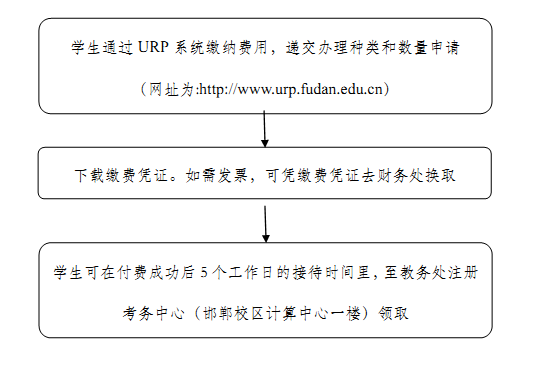 学生通过 URP 系统缴纳费用，递交办理种类和数量申请
（网址为:http://www.urp.fudan.edu.cn）
下载缴费凭证。如需发票，可凭缴费凭证去财务处换取
学生可在付费成功后 5 个工作日的接待时间里，至教务处注册
考务中心（邯郸校区计算中心一楼）领取